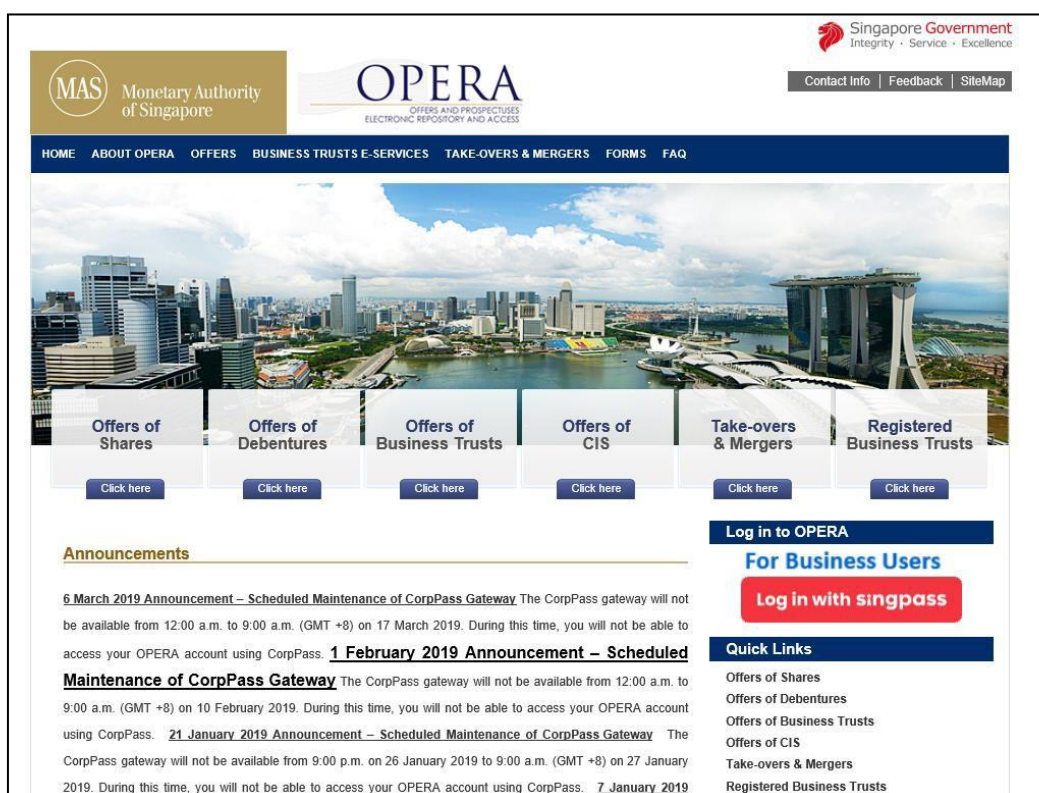 Singapore Government
Integrity · Service · Excellence
Contact Info | Feedback | SiteMap
MAS
Monetary Authority
of Singapore
OPERA
OFFERS AND PROSPECTUSES
ELECTRONIC REPOSITORY AND ACCESS
HOME ABOUT OPERA OFFERS BUSINESS TRUSTS E-SERVICES TAKE-OVERS & MERGERS FORMS FAQ
Offers of
Shares
Click here
Offers of
Debentures
Click here
Offers of
Business Trusts
Click here
Offers of
CIS
Click here
Take-overs
& Mergers
Click here
Registered
Business Trusts
Click here
Announcements
6 March 2019 Announcement – Scheduled Maintenance of CorpPass Gateway The CorpPass gateway will not
be available from 12:00 a.m. to 9:00 a.m. (GMT +8) on 17 March 2019. During this time, you will not be able to
access your OPERA account using CorpPass. 1 February 2019 Announcement – Scheduled
Maintenance of CorpPass Gateway The CorpPass gateway will not be available from 12:00 a.m. to
9:00 a.m. (GMT +8) on 10 February 2019. During this time, you will not be able to access your OPERA account
using CorpPass. 21 January 2019 Announcement – Scheduled Maintenance of CorpPass Gateway The
CorpPass gateway will not be available from 9:00 p.m. on 26 January 2019 to 9:00 a.m. (GMT +8) on 27 January
2019. During this time, you will not be able to access your OPERA account using CorpPass. 7 January 2019
Log in to OPERA
For Business Users
Log in with singpass
Quick Links
Offers of Shares
Offers of Debentures
Offers of Business Trusts
Offers of CIS
Take-overs & Mergers
Registered Business Trusts